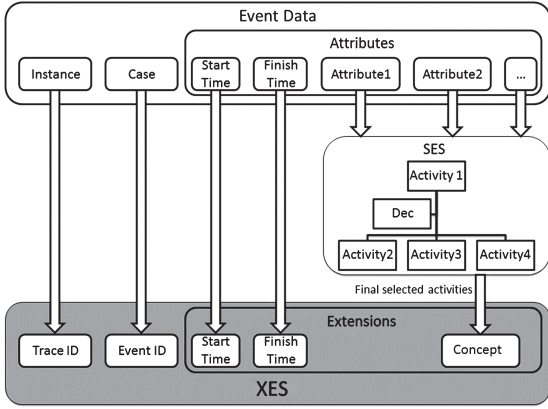 Event Data
Attributes
Instance
Case
Start
Time
Finish
Time
Attribute1
Attribute2
...
SES
Activity 1
Dec
Activity2
Activity3
Activity4
Final selected activities
Extensions
Trace ID
Event ID
Start
Time
Finish
Time
Concept
XES